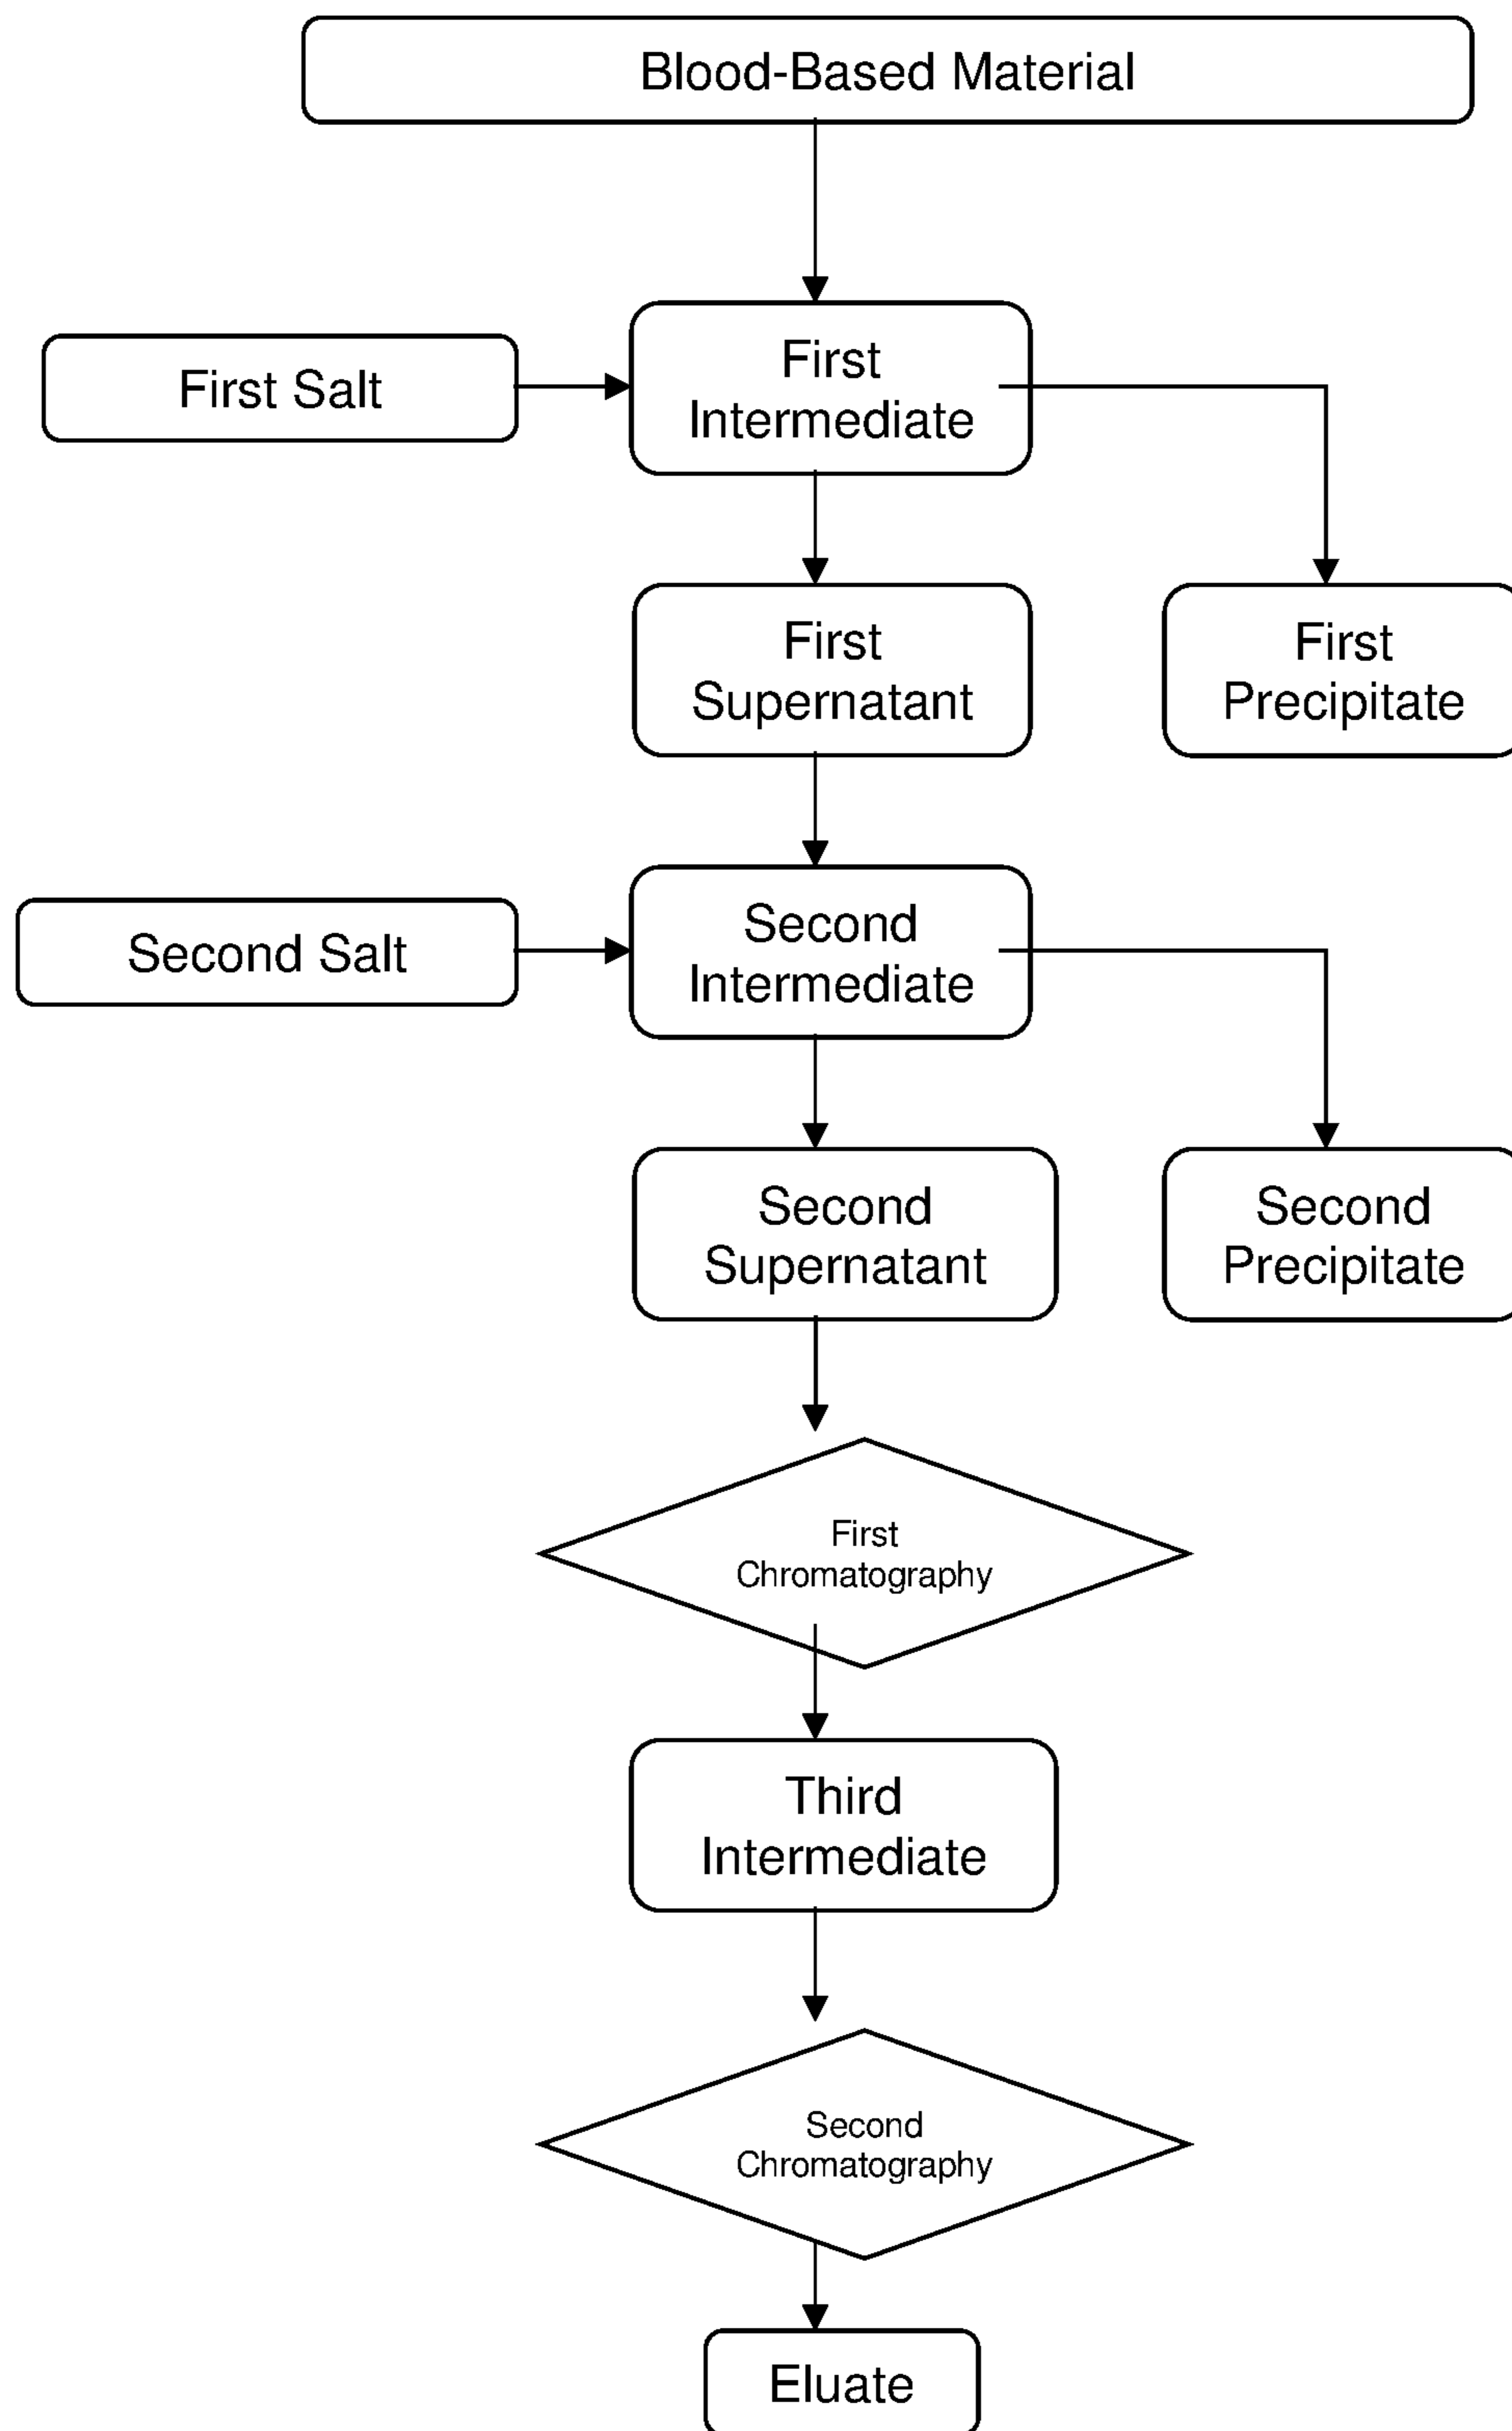 Blood-Based Material
First Salt
First
Intermediate
First
Supernatant
First
Precipitate
Second Salt
Second
Intermediate
Second
Supernatant
Second
Precipitate
First
Chromatography
Third
Intermediate
Second
Chromatography
Eluate